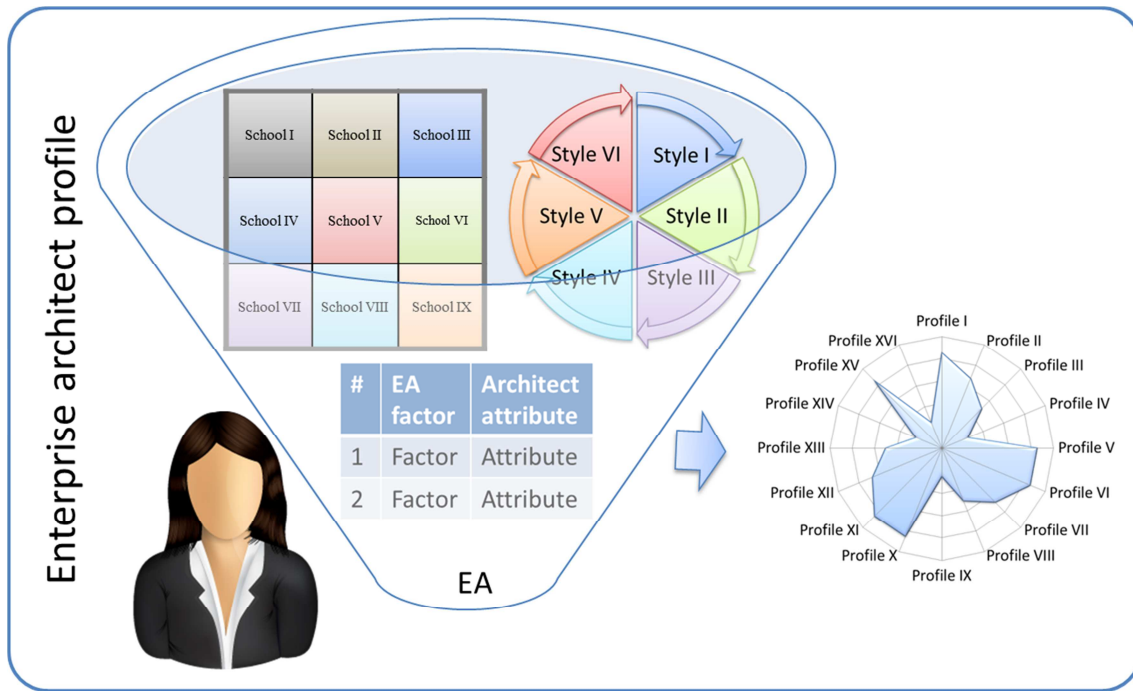 Enterprise architect profile
School I
School II
School III
School IV
School V
School VI
School VII
School VIII
School IX
Style VI
Style I
Style V
Style II
Style IV
Style III
# EA factor Architect attribute
1 Factor Attribute
2 Factor Attribute
EA
Profile I
Profile XVI
Profile II
Profile XV
Profile III
Profile XIV
Profile IV
Profile XIII
Profile V
Profile XII
Profile VI
Profile XI
Profile VII
Profile X
Profile VIII
Profile IX